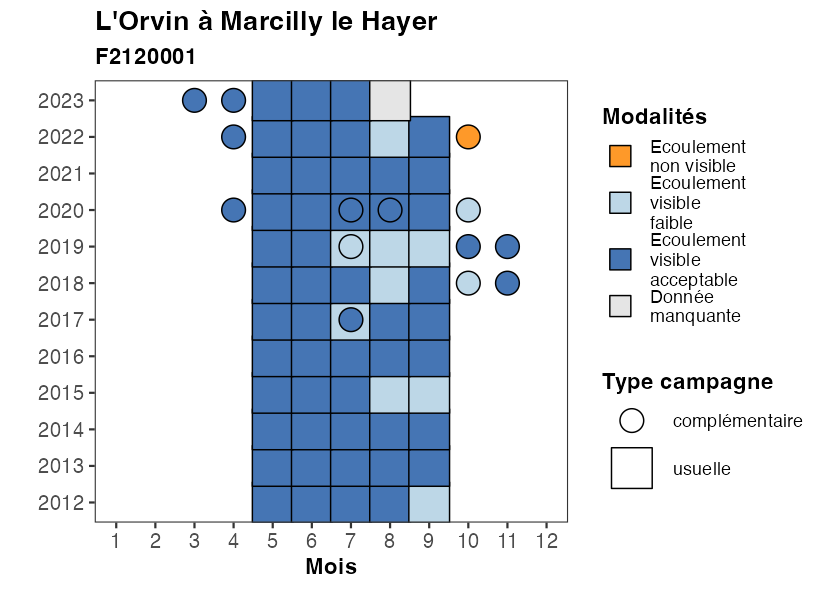 L'Orvin à Marcilly le Hayer
F2120001
2023
2022
2021
2020
2019
2018
2017
2016
2015
2014
2013
2012
1 2 3 4 5 6 7 8 9 10 11 12
Mois
Modalités
Ecoulement
non visible
Ecoulement
visible
faible
Ecoulement
visible
acceptable
Donnée
manquante
Type campagne
complémentaire
usuelle